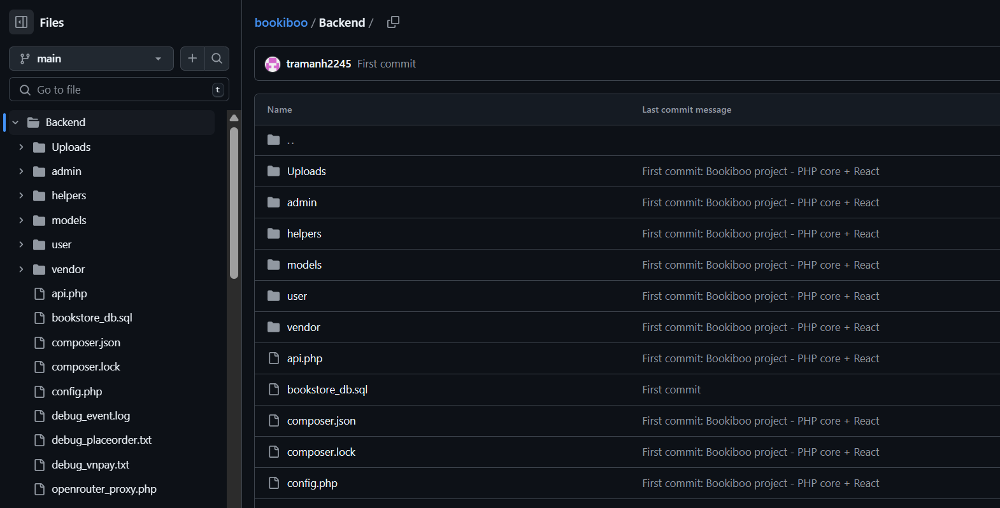 Files
main
Go to file
t
Backend
Uploads
admin
helpers
models
user
vendor
api.php
bookstore_db.sql
composer.json
composer.lock
config.php
debug_event.log
debug_placeorder.txt
debug_vnpay.txt
openrouter_proxy.php
bookiboo / Backend /
tramanh2245 First commit
Name Last commit message
..
Uploads First commit: Bookiboo project - PHP core + React
admin First commit: Bookiboo project - PHP core + React
helpers First commit: Bookiboo project - PHP core + React
models First commit: Bookiboo project - PHP core + React
user First commit: Bookiboo project - PHP core + React
vendor First commit: Bookiboo project - PHP core + React
api.php First commit: Bookiboo project - PHP core + React
bookstore_db.sql First commit
composer.json First commit: Bookiboo project - PHP core + React
composer.lock First commit: Bookiboo project - PHP core + React
config.php First commit: Bookiboo project - PHP core + React